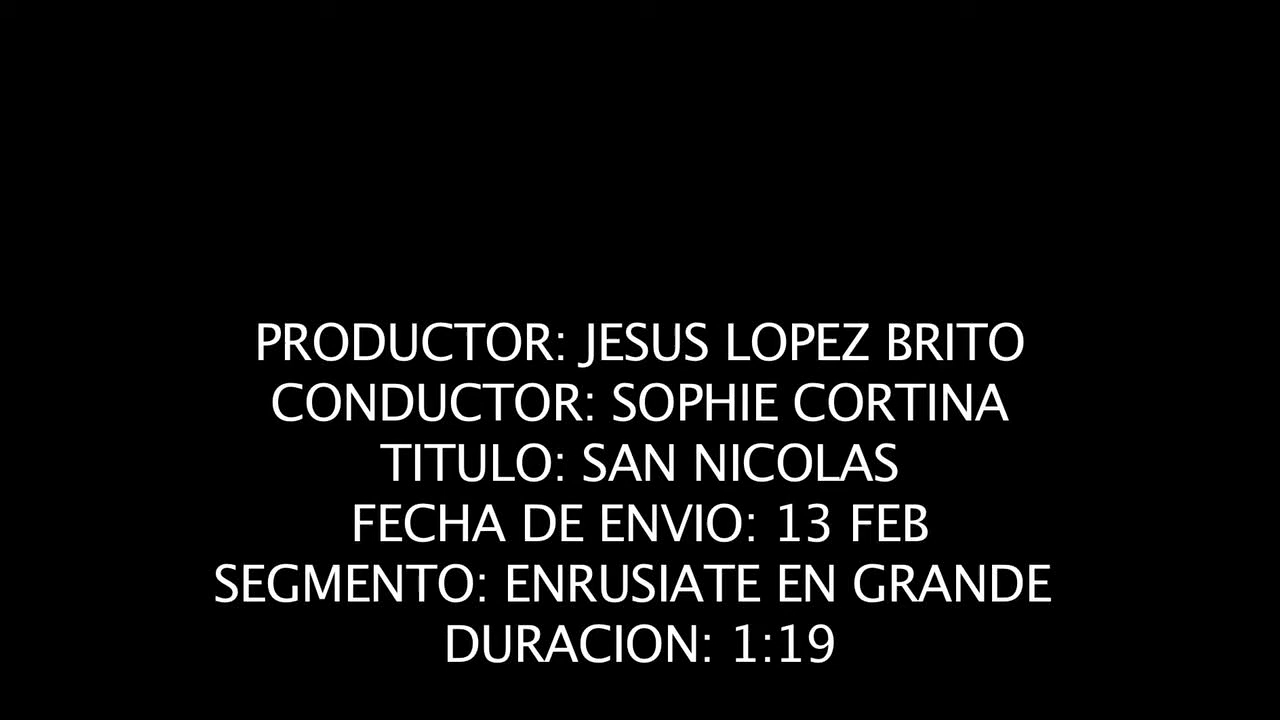 PRODUCTOR: JESUS LOPEZ BRITO
CONDUCTOR: SOPHIE CORTINA
TITULO: SAN NICOLAS
FECHA DE ENVIO: 13 FEB
SEGMENTO: ENRUSIATE EN GRANDE
DURACION: 1:19